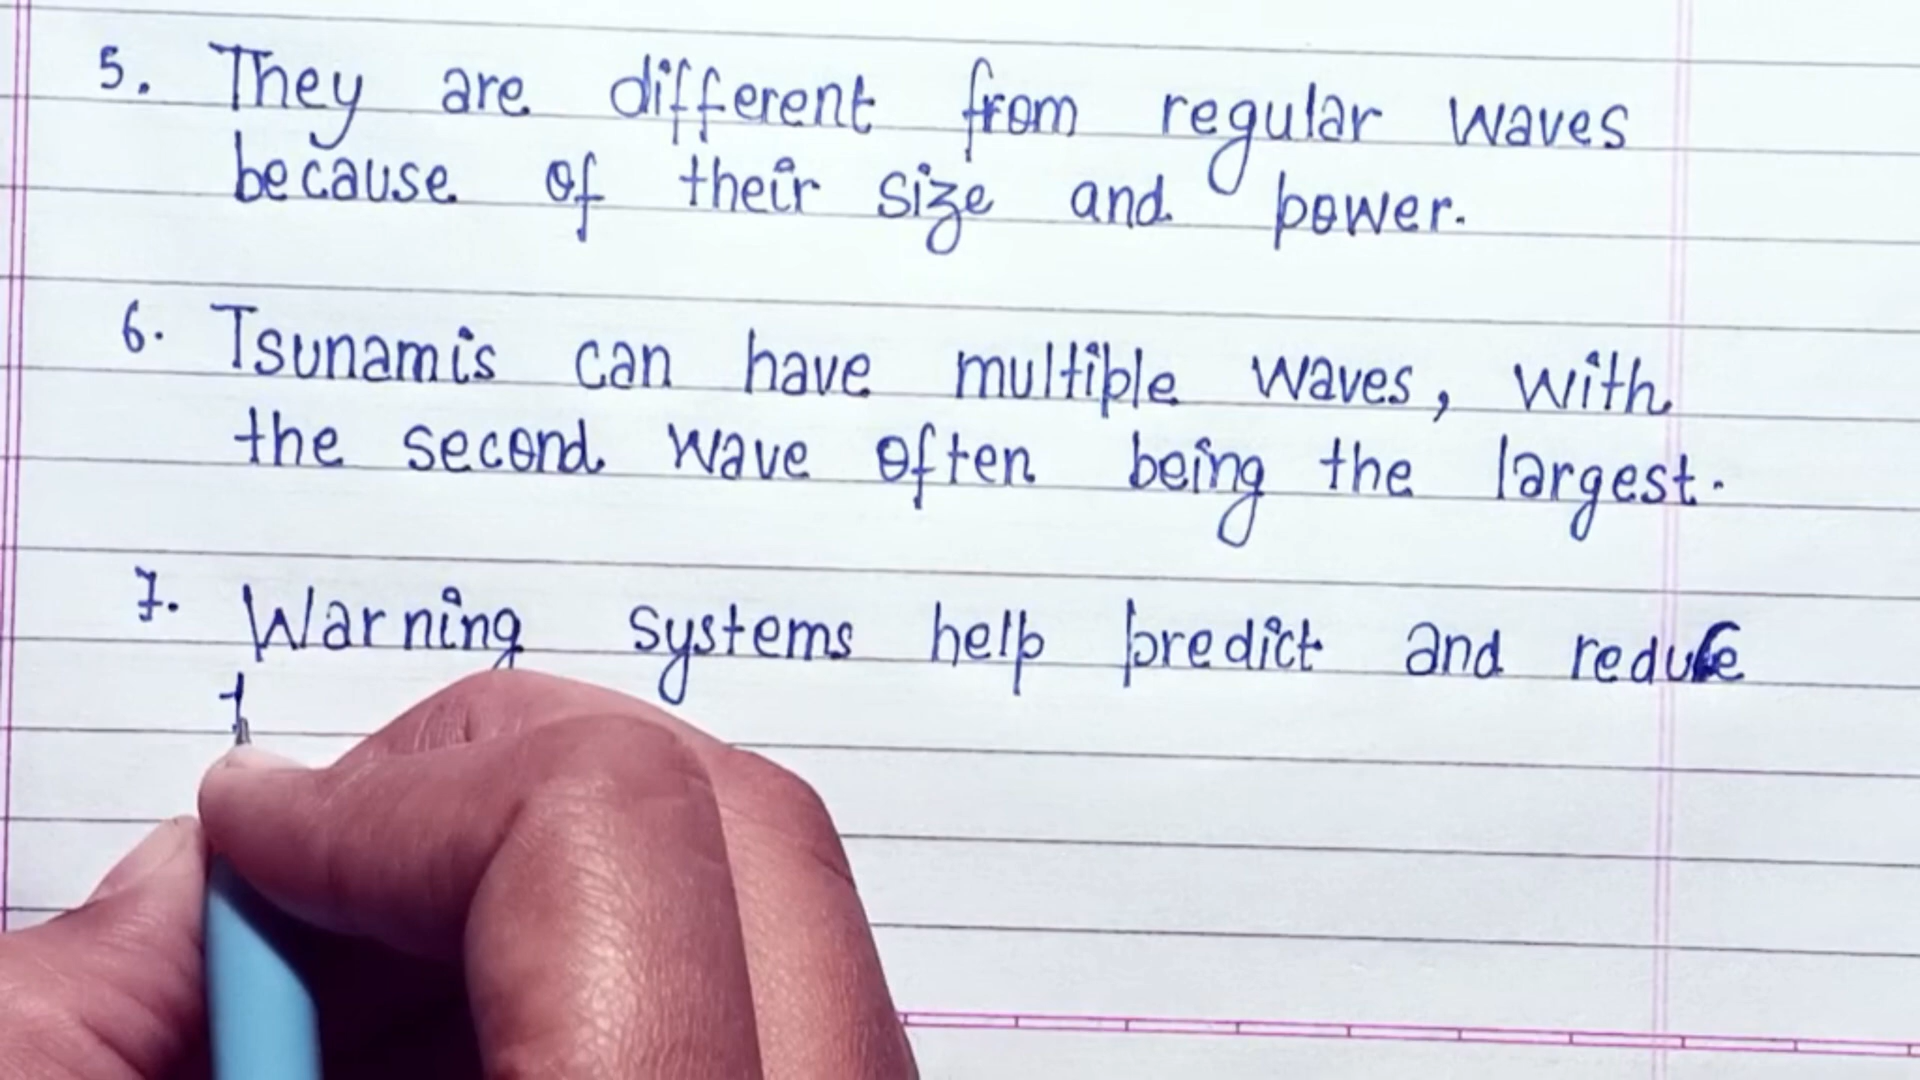 5. They are different from regular waves
because of their size and power.
6. Tsunamis can have multiple waves, with
the second wave often being the largest.
7. Warning systems help predict and reduce